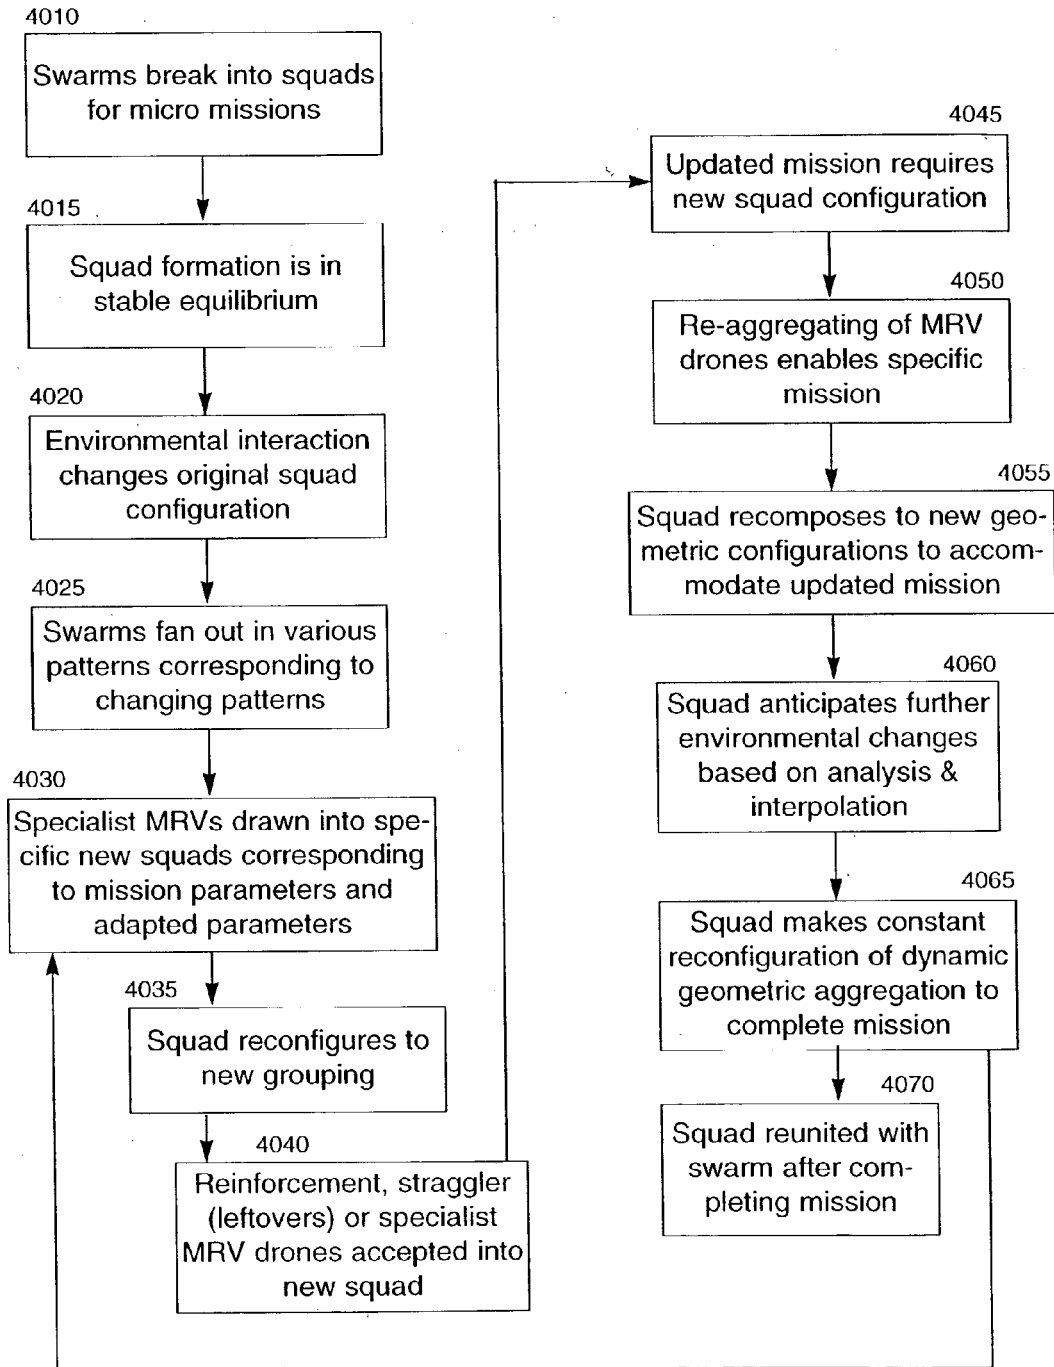 4010
Swarms break into squads
for micro missions
4015
Squad formation is in
stable equilibrium
4020
Environmental interaction
changes original squad
configuration
4025
Swarms fan out in various
patterns corresponding to
changing patterns
4030
Specialist MRVs drawn into spe-
cific new squads corresponding
to mission parameters and
adapted parameters
4035
Squad reconfigures to
new grouping
4040
Reinforcement, straggler
(leftovers) or specialist
MRV drones accepted into
new squad
4045
Updated mission requires
new squad configuration
4050
Re-aggregating of MRV
drones enables specific
mission
4055
Squad recomposes to new geo-
metric configurations to accom-
modate updated mission
4060
Squad anticipates further
environmental changes
based on analysis &
interpolation
4065
Squad makes constant
reconfiguration of dynamic
geometric aggregation to
complete mission
4070
Squad reunited with
swarm after com-
pleting mission